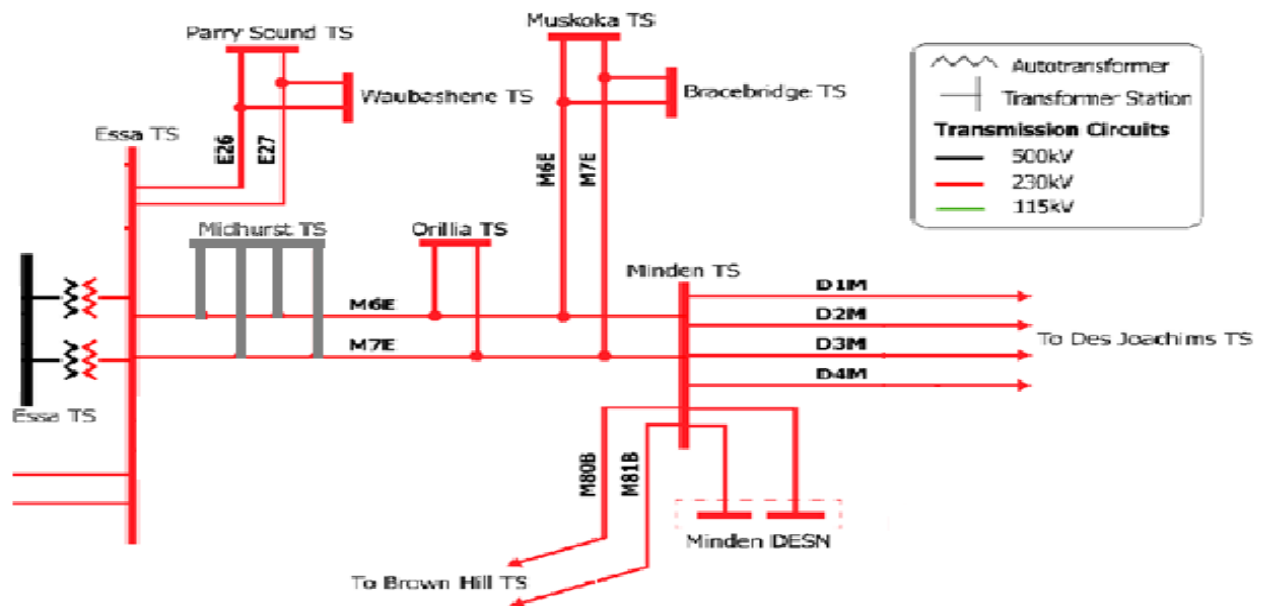 Muskoka TS
Parry Sound TS
Waubashene TS
Bracebridge TS
Autotransformer
Transformer Station
Transmission Circuits
500kV
230kV
115kV
Essa TS
E26
E27
M6E
M7E
Midhurst TS
Orillia TS
Minden TS
M6E
M7E
D1M
D2M
D3M
D4M
To Des Joachims TS
Essa TS
M80B
M81B
Minden DESN
To Brown Hill TS